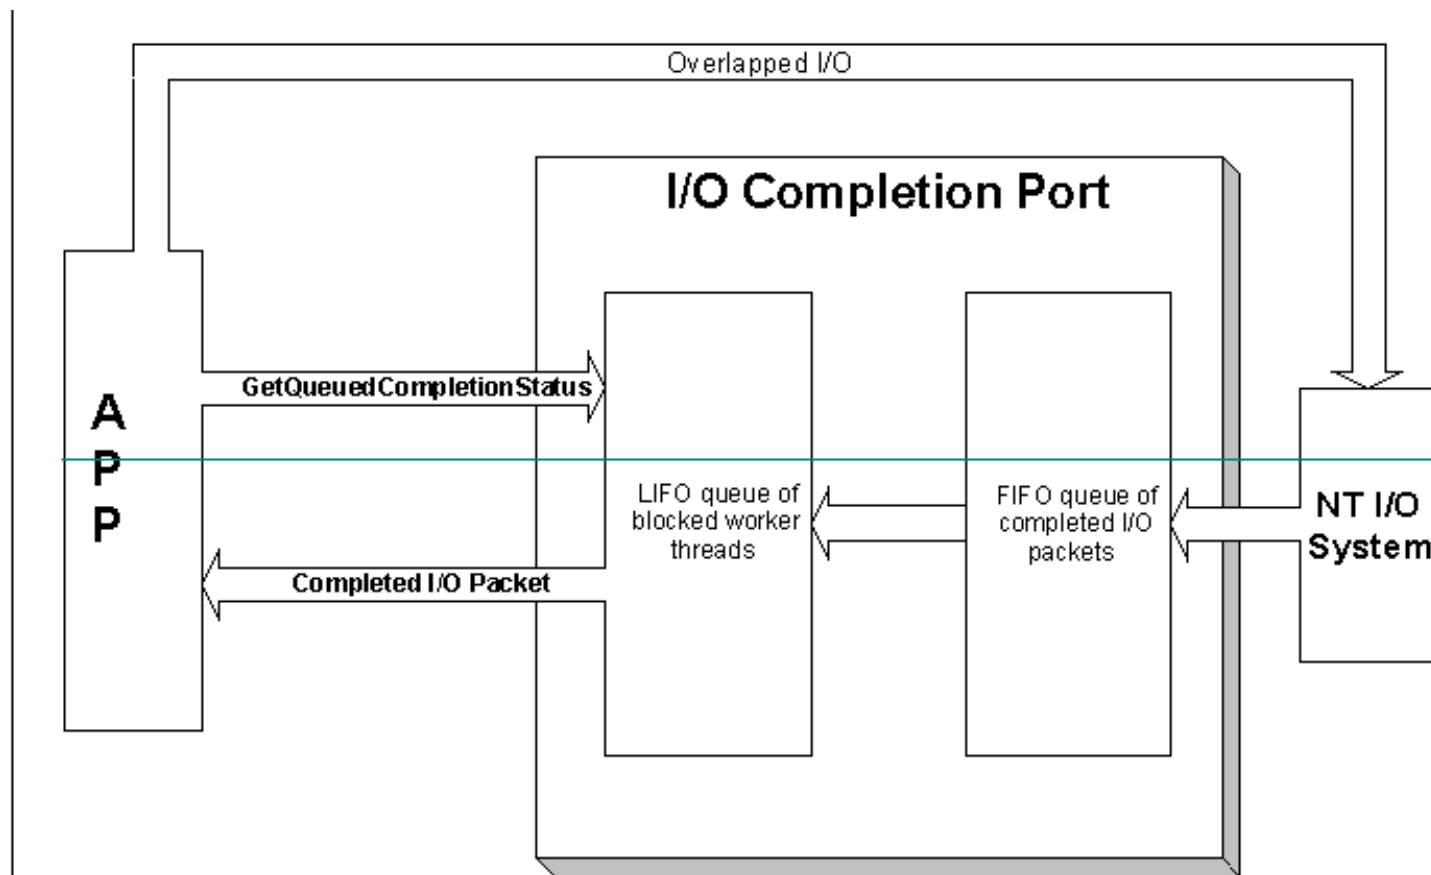 Overlapped I/O
I/O Completion Port
GetQueuedCompletionStatus
A
P
P
LIFO queue of
blocked worker
threads
FIFO queue of
completed I/O
packets
NT I/O
System
Completed I/O Packet